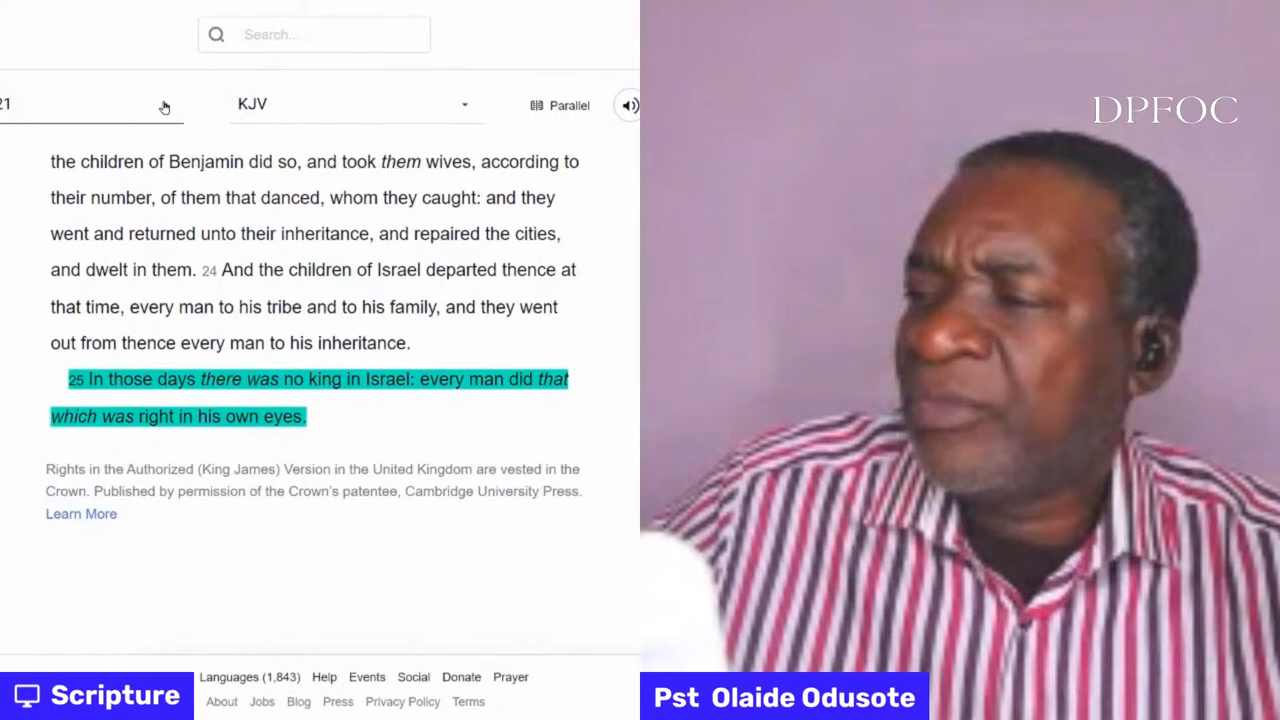 Search...
21
KJV
Parallel
the children of Benjamin did so, and took them wives, according to
their number, of them that danced, whom they caught: and they
went and returned unto their inheritance, and repaired the cities,
and dwelt in them. 24 And the children of Israel departed thence at
that time, every man to his tribe and to his family, and they went
out from thence every man to his inheritance.
25 In those days there was no king in Israel: every man did that
which was right in his own eyes.
Rights in the Authorized (King James) Version in the United Kingdom are vested in the
Crown. Published by permission of the Crown’s patentee, Cambridge University Press.
Learn More
Languages (1,843) Help Events Social Donate Prayer
About Jobs Blog Press Privacy Policy Terms
Scripture
DPFOC
Pst Olaide Odusote